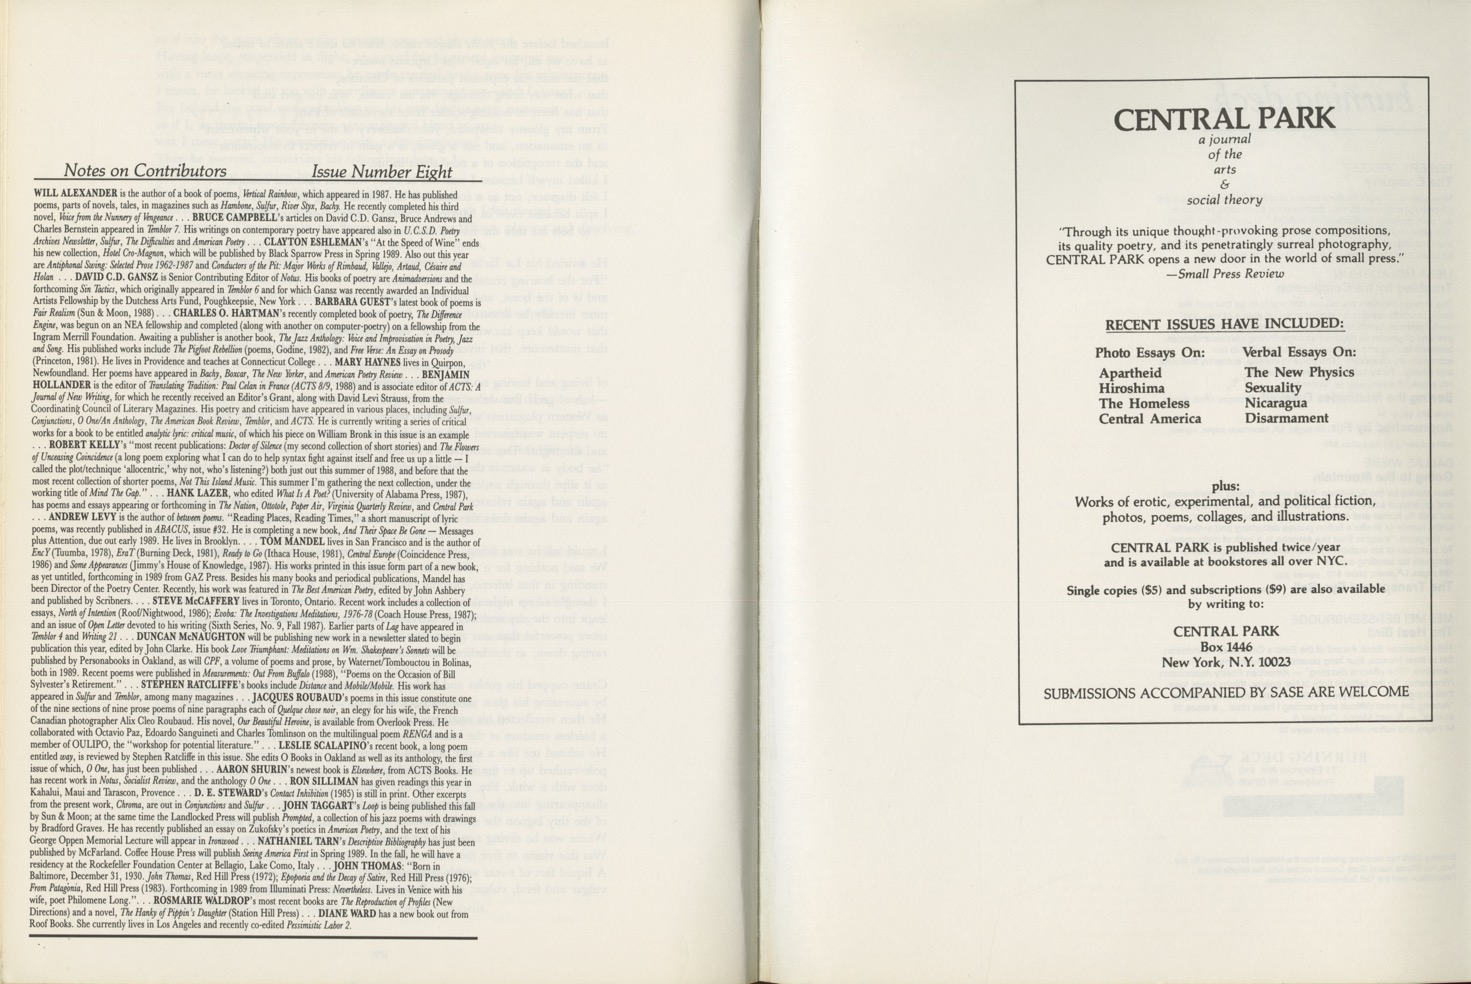 Notes on Contributors Issue Number Eight
WILL ALEXANDER is the author of a book of poems, Vertical Rainbow, which appeared in 1987. He has published
poems, parts of novels, tales, in magazines such as Hambone, Sulfur, River Styx, Bachy. He recently completed his third
novel, Voice from the Nunnery of Vengeance . . . BRUCE CAMPBELL's articles on David C.D. Gansz, Bruce Andrews and
Charles Bernstein appeared in Temblor 7. His writings on contemporary poetry have appeared also in U.C.S.D. Poetry
Archives Newsletter, Sulfur, The Difficulties and American Poetry . . . CLAYTON ESHLEMAN's "At the Speed of Wine" ends
his new collection, Hotel Cro-Magnon, which will be published by Black Sparrow Press in Spring 1989. Also out this year
are Antiphonal Swing: Selected Prose 1962-1987 and Conductors of the Pit: Major Works of Rimbaud, Vallejo, Artaud, Césaire and
Holan . . . DAVID C.D. GANSZ is Senior Contributing Editor of Notus. His books of poetry are Animadversions and the
forthcoming Sin Tactics, which originally appeared in Temblor 6 and for which Gansz was recently awarded an Individual
Artists Fellowship by the Dutchess Arts Fund, Poughkeepsie, New York . . . BARBARA GUEST's latest book of poems is
Fair Realism (Sun & Moon, 1988) . . . CHARLES O. HARTMAN's recently completed book of poetry, The Difference
Engine, was begun on an NEA fellowship and completed (along with another on computer-poetry) on a fellowship from the
Ingram Merrill Foundation. Awaiting a publisher is another book, The Jazz Anthology: Voice and Improvisation in Poetry, Jazz
and Song. His published works include The Pigfoot Rebellion (poems, Godine, 1982), and Free Verse: An Essay on Prosody
(Princeton, 1981). He lives in Providence and teaches at Connecticut College . . . MARY HAYNES lives in Quirpon,
Newfoundland. Her poems have appeared in Bachy, Boxcar, The New Yorker, and American Poetry Review . . . BENJAMIN
HOLLANDER is the editor of Translating Tradition: Paul Celan in France (ACTS 8/9, 1988) and is associate editor of ACTS: A
Journal of New Writing, for which he recently received an Editor's Grant, along with David Levi Strauss, from the
Coordinating Council of Literary Magazines. His poetry and criticism have appeared in various places, including Sulfur,
Conjunctions, O One/An Anthology, The American Book Review, Temblor, and ACTS. He is currently writing a series of critical
works for a book to be entitled analytic lyric: critical music, of which his piece on William Bronk in this issue is an example
. . . ROBERT KELLY's "most recent publications: Doctor of Silence (my second collection of short stories) and The Flowers
of Unceasing Coincidence (a long poem exploring what I can do to help syntax fight against itself and free us up a little — I
called the plot/technique 'allocentric,' why not, who's listening?) both just out this summer of 1988, and before that the
most recent collection of shorter poems, Not This Island Music. This summer I'm gathering the next collection, under the
working title of Mind The Gap." . . . HANK LAZER, who edited What Is A Poet? (University of Alabama Press, 1987),
has poems and essays appearing or forthcoming in The Nation, Ottotole, Paper Air, Virginia Quarterly Review, and Central Park
. . . ANDREW LEVY is the author of between poems. "Reading Places, Reading Times," a short manuscript of lyric
poems, was recently published in ABACUS, issue #32. He is completing a new book, And Their Space Be Gone — Messages
plus Attention, due out early 1989. He lives in Brooklyn. . . . TOM MANDEL lives in San Francisco and is the author of
EncY (Tuumba, 1978), EraT (Burning Deck, 1981), Ready to Go (Ithaca House, 1981), Central Europe (Coincidence Press,
1986) and Some Appearances (Jimmy's House of Knowledge, 1987). His works printed in this issue form part of a new book,
as yet untitled, forthcoming in 1989 from GAZ Press. Besides his many books and periodical publications, Mandel has
been Director of the Poetry Center. Recently, his work was featured in The Best American Poetry, edited by John Ashbery
and published by Scribners. . . . STEVE McCAFFERY lives in Toronto, Ontario. Recent work includes a collection of
essays, North of Intention (Roof/Nightwood, 1986); Evoba: The Investigations Meditations, 1976-78 (Coach House Press, 1987);
and an issue of Open Letter devoted to his writing (Sixth Series, No. 9, Fall 1987). Earlier parts of Lag have appeared in
Temblor 4 and Writing 21 . . . DUNCAN McNAUGHTON will be publishing new work in a newsletter slated to begin
publication this year, edited by John Clarke. His book Love Triumphant: Meditations on Wm. Shakespeare's Sonnets will be
published by Personabooks in Oakland, as will CPF, a volume of poems and prose, by Waternet/Tombouctou in Bolinas,
both in 1989. Recent poems were published in Measurements: Out From Buffalo (1988), "Poems on the Occasion of Bill
Sylvester's Retirement." . . . STEPHEN RATCLIFFE's books include Distance and Mobile/Mobile. His work has
appeared in Sulfur and Temblor, among many magazines . . . JACQUES ROUBAUD's poems in this issue constitute one
of the nine sections of nine prose poems of nine paragraphs each of Quelque chose noir, an elegy for his wife, the French
Canadian photographer Alix Cleo Roubaud. His novel, Our Beautiful Heroine, is available from Overlook Press. He
collaborated with Octavio Paz, Edoardo Sanguineti and Charles Tomlinson on the multilingual poem RENGA and is a
member of OULIPO, the "workshop for potential literature." . . . LESLIE SCALAPINO's recent book, a long poem
entitled way, is reviewed by Stephen Ratcliffe in this issue. She edits O Books in Oakland as well as its anthology, the first
issue of which, O One, has just been published . . . AARON SHURIN's newest book is Elsewhere, from ACTS Books. He
has recent work in Notus, Socialist Review, and the anthology O One . . . RON SILLIMAN has given readings this year in
Kahalui, Maui and Tarascon, Provence . . . D. E. STEWARD's Contact Inhibition (1985) is still in print. Other excerpts
from the present work, Chroma, are out in Conjunctions and Sulfur . . . JOHN TAGGART's Loop is being published this fall
by Sun & Moon; at the same time the Landlocked Press will publish Prompted, a collection of his jazz poems with drawings
by Bradford Graves. He has recently published an essay on Zukofsky's poetics in American Poetry, and the text of his
George Oppen Memorial Lecture will appear in Ironwood . . . NATHANIEL TARN's Descriptive Bibliography has just been
published by McFarland. Coffee House Press will publish Seeing America First in Spring 1989. In the fall, he will have a
residency at the Rockefeller Foundation Center at Bellagio, Lake Como, Italy . . . JOHN THOMAS: "Born in
Baltimore, December 31, 1930. John Thomas, Red Hill Press (1972); Epopoeia and the Decay of Satire, Red Hill Press (1976);
From Patagonia, Red Hill Press (1983). Forthcoming in 1989 from Illuminati Press: Nevertheless. Lives in Venice with his
wife, poet Philomene Long." . . . ROSMARIE WALDROP's most recent books are The Reproduction of Profiles (New
Directions) and a novel, The Hanky of Pippin's Daughter (Station Hill Press) . . . DIANE WARD has a new book out from
Roof Books. She currently lives in Los Angeles and recently co-edited Pessimistic Labor 2.
CENTRAL PARK
a journal
of the
arts
&
social theory
"Through its unique thought-provoking prose compositions,
its quality poetry, and its penetratingly surreal photography,
CENTRAL PARK opens a new door in the world of small press."
—Small Press Review
RECENT ISSUES HAVE INCLUDED:
Photo Essays On: Verbal Essays On:
Apartheid The New Physics
Hiroshima Sexuality
The Homeless Nicaragua
Central America Disarmament
plus:
Works of erotic, experimental, and political fiction,
photos, poems, collages, and illustrations.
CENTRAL PARK is published twice/year
and is available at bookstores all over NYC.
Single copies ($5) and subscriptions ($9) are also available
by writing to:
CENTRAL PARK
Box 1446
New York, N.Y. 10023
SUBMISSIONS ACCOMPANIED BY SASE ARE WELCOME